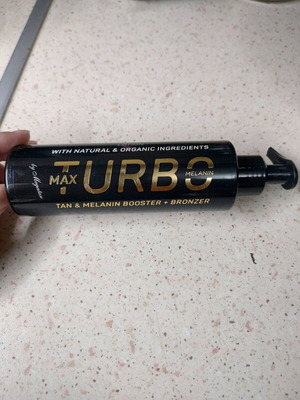 WITH NATURAL & ORGANIC INGREDIENTS
MAX TURBO
MELANIN
TAN & MELANIN BOOSTER + BRONZER